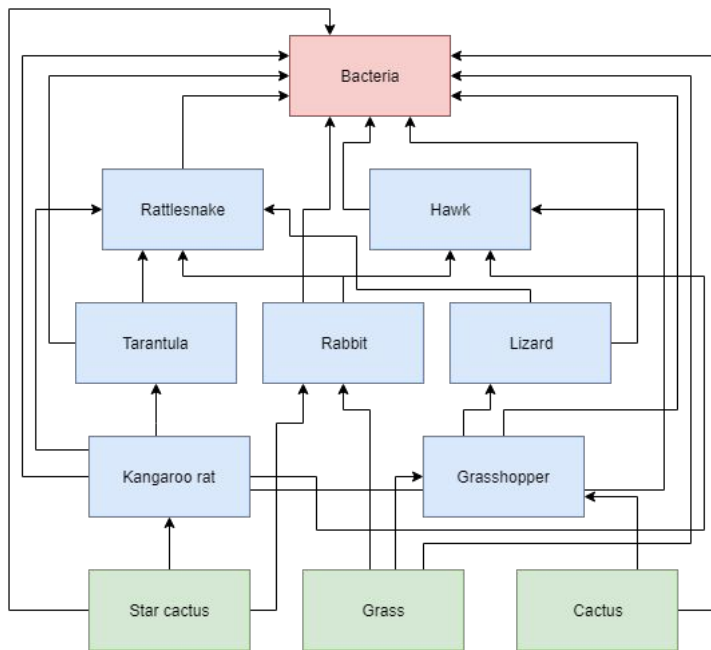 Bacteria
Rattlesnake
Hawk
Tarantula
Rabbit
Lizard
Kangaroo rat
Grasshopper
Star cactus
Grass
Cactus